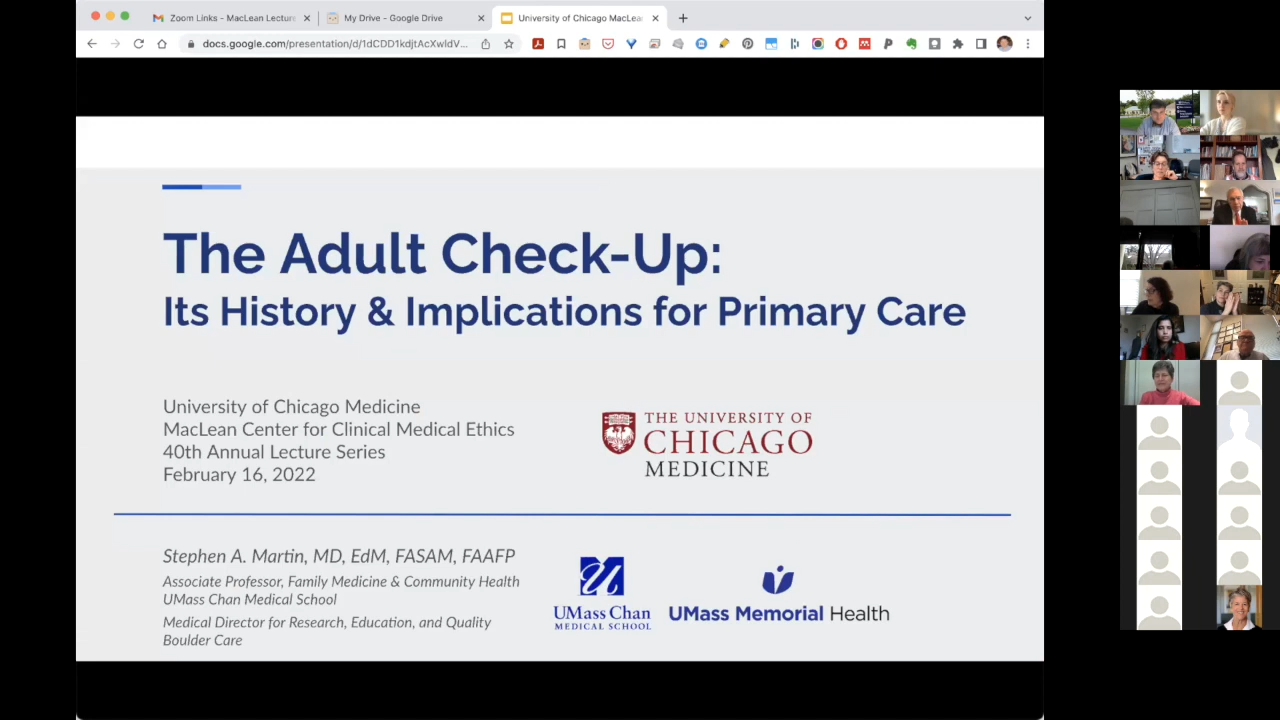 Zoom Links - MacLean Lectur
My Drive - Google Drive
University of Chicago MacLea
docs.google.com/presentation/d/1dCDD1kdjtAcXwldV...
The Adult Check-Up:
Its History & Implications for Primary Care
University of Chicago Medicine
MacLean Center for Clinical Medical Ethics
40th Annual Lecture Series
February 16, 2022
THE UNIVERSITY OF
CHICAGO
MEDICINE
Stephen A. Martin, MD, EdM, FASAM, FAAFP
Associate Professor, Family Medicine & Community Health
UMass Chan Medical School
Medical Director for Research, Education, and Quality
Boulder Care
UMass Chan
MEDICAL SCHOOL
UMass Memorial Health